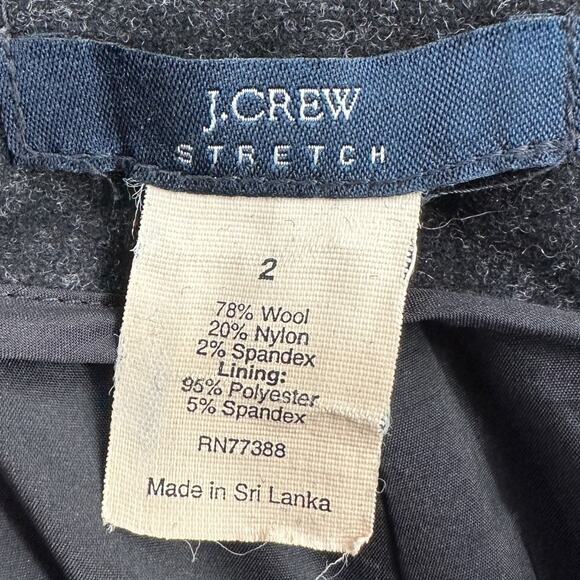 J.CREW
STRETCH
2
78% Wool
20% Nylon
2% Spandex
Lining:
95% Polyester
5% Spandex
RN77388
Made in Sri Lanka